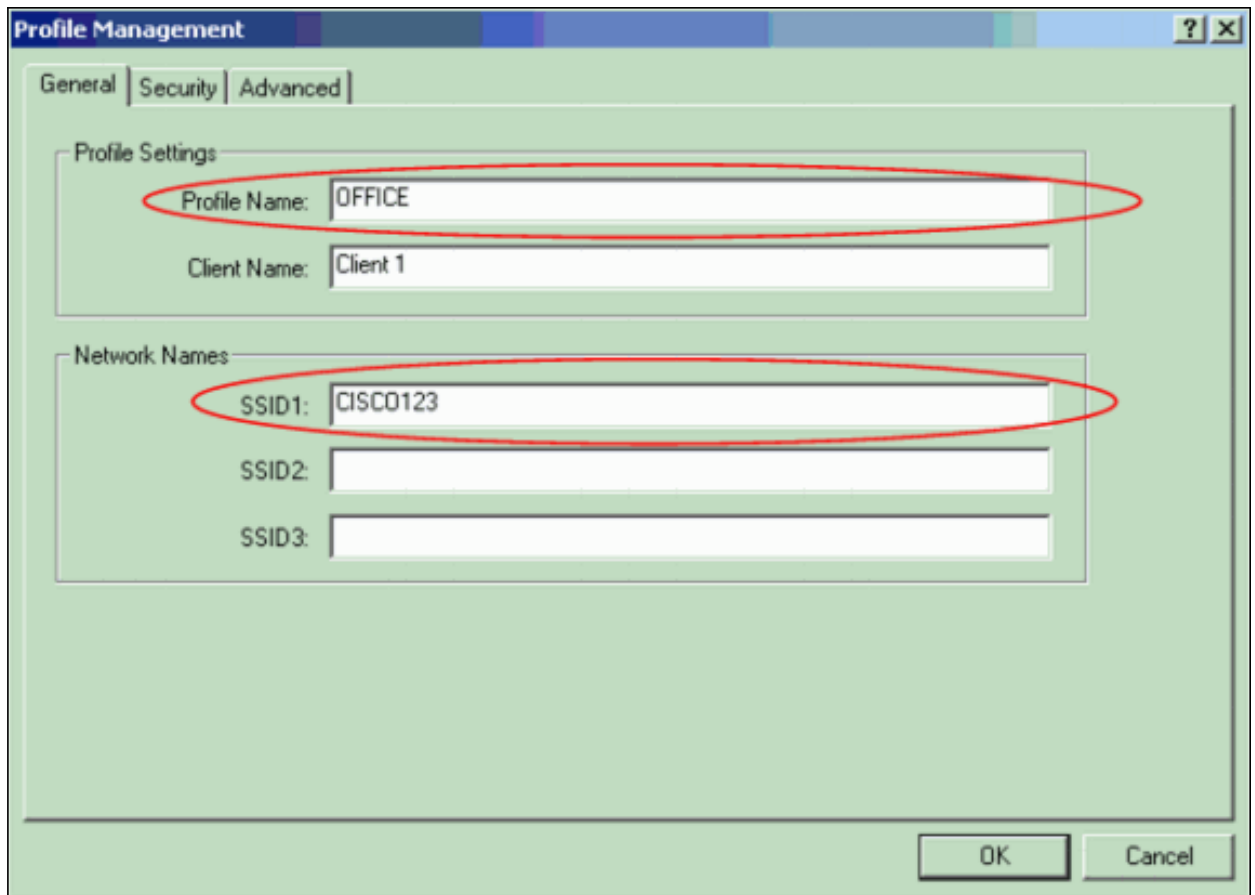 Profile Management
General Security Advanced
Profile Settings
Profile Name: OFFICE
Client Name: Client 1
Network Names
SSID1: CISCO123
SSID2:
SSID3:
OK Cancel